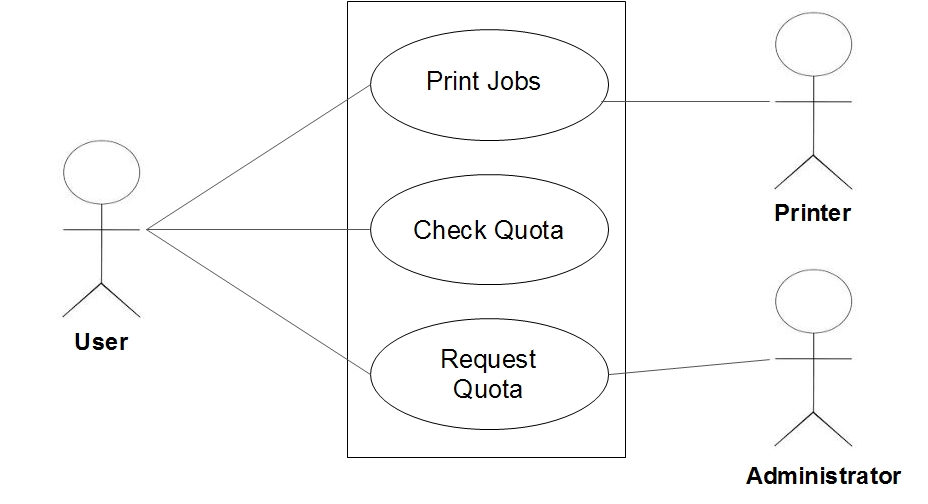 Print Jobs
Printer
Check Quota
User
Request
Quota
Administrator